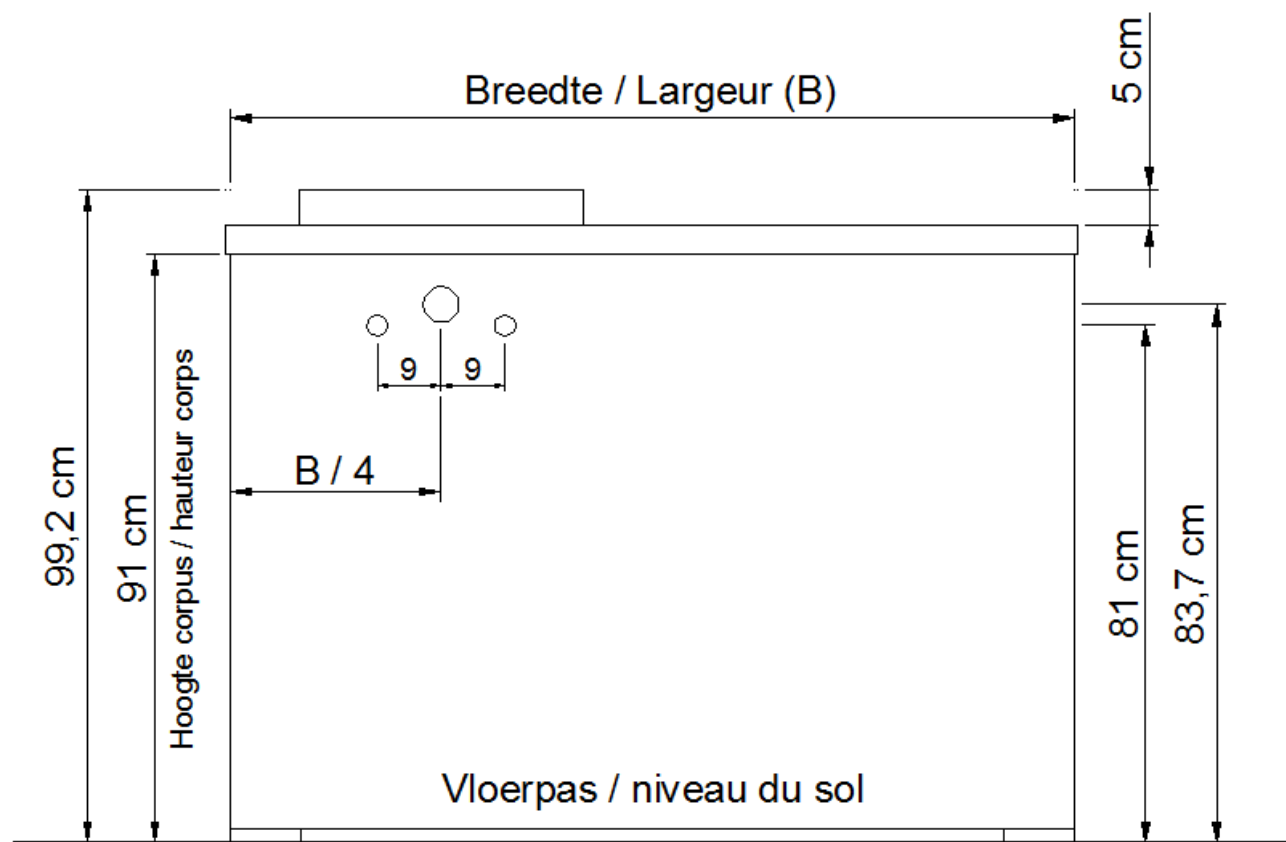 5 cm
Breedte / Largeur (B)
9
9
B / 4
99,2 cm
91 cm
Hoogte corpus / hauteur corps
81 cm
83,7 cm
Vloerpas / niveau du sol